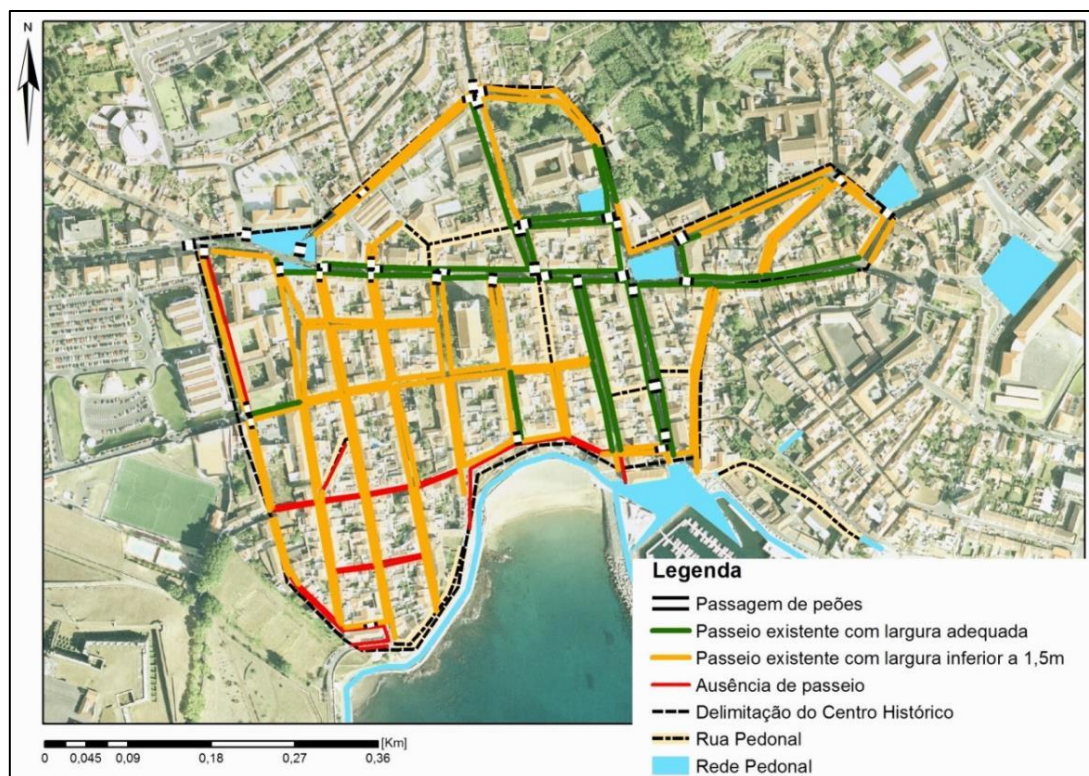 N
Legenda
Passagem de peões
Passeio existente com largura adequada
Passeio existente com largura inferior a 1,5m
Ausência de passeio
Delimitação do Centro Histórico
Rua Pedonal
Rede Pedonal
[Km]
0 0,045 0,09 0,18 0,27 0,36